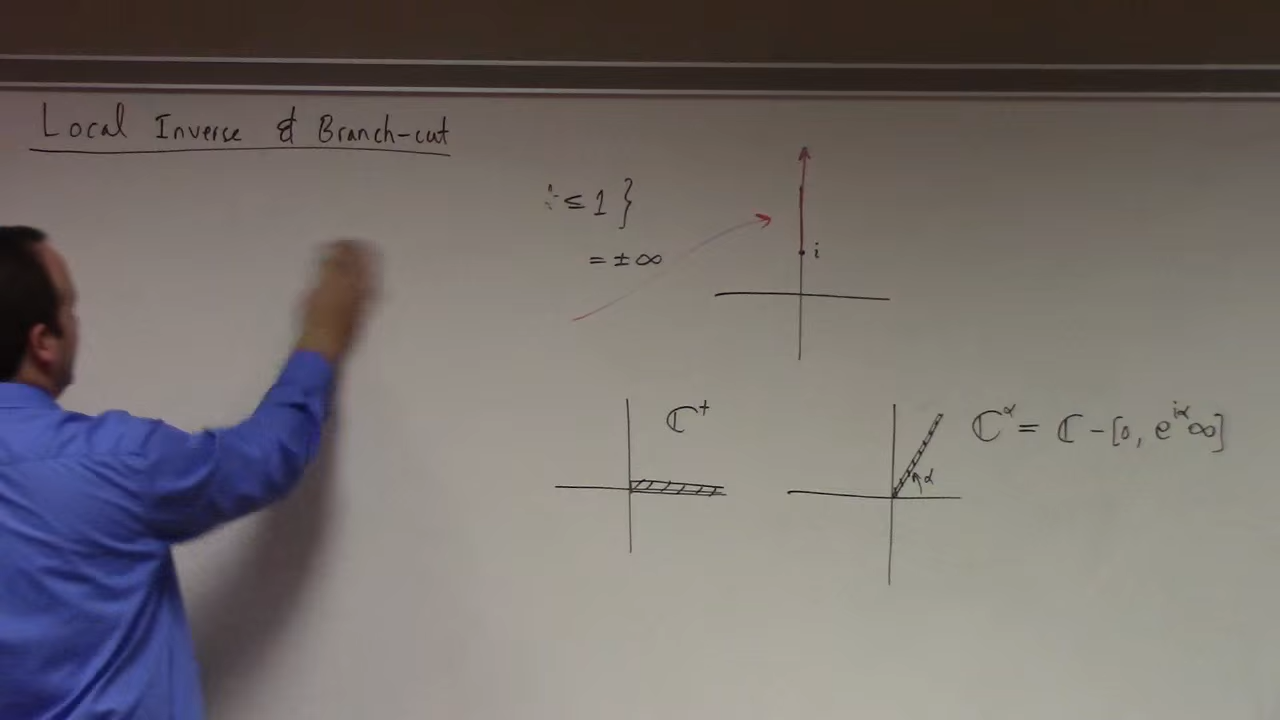 Local Inverse & Branch-cut
≤ 1 }
= ± ∞
i
ℂ⁺
α
ℂ^α = ℂ - [0, e^{iα}∞]